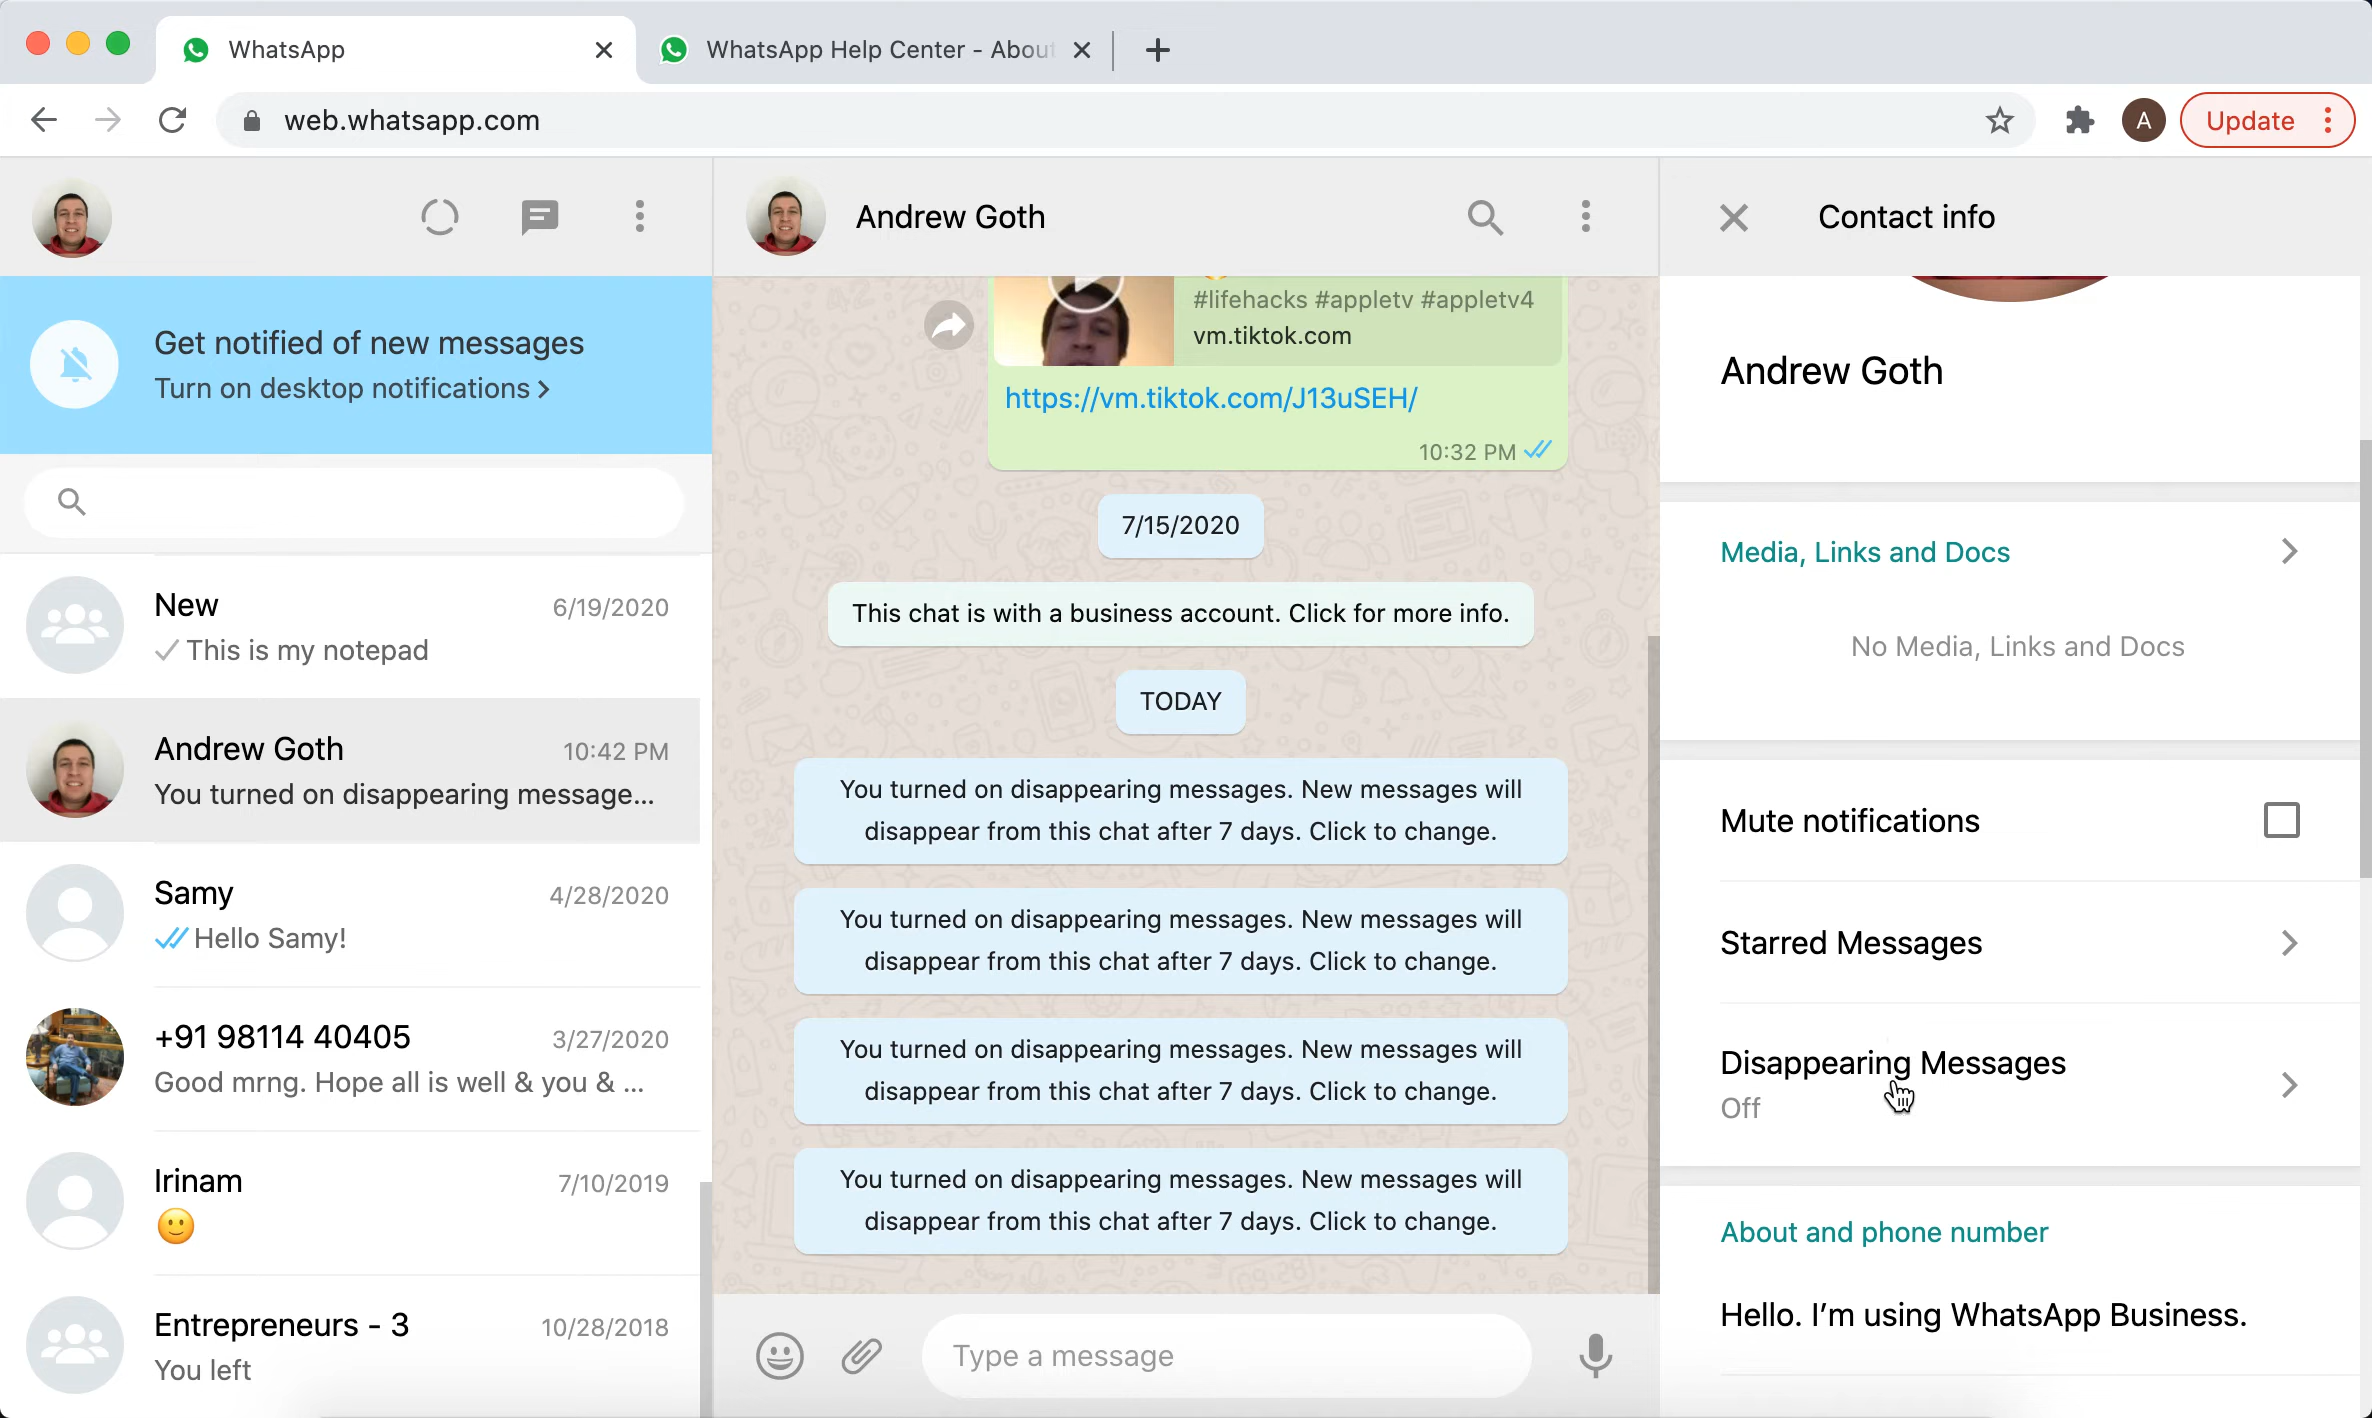 WhatsApp
WhatsApp Help Center - About
web.whatsapp.com
A
Update
Get notified of new messages
Turn on desktop notifications >
New
6/19/2020
This is my notepad
Andrew Goth
10:42 PM
You turned on disappearing message...
Samy
4/28/2020
Hello Samy!
+91 98114 40405
3/27/2020
Good mrng. Hope all is well & you & ...
Irinam
7/10/2019
Entrepreneurs - 3
10/28/2018
You left
Andrew Goth
#lifehacks #appletv #appletv4
vm.tiktok.com
https://vm.tiktok.com/J13uSEH/
10:32 PM
7/15/2020
This chat is with a business account. Click for more info.
TODAY
You turned on disappearing messages. New messages will
disappear from this chat after 7 days. Click to change.
You turned on disappearing messages. New messages will
disappear from this chat after 7 days. Click to change.
You turned on disappearing messages. New messages will
disappear from this chat after 7 days. Click to change.
You turned on disappearing messages. New messages will
disappear from this chat after 7 days. Click to change.
Type a message
Contact info
Andrew Goth
Media, Links and Docs
No Media, Links and Docs
Mute notifications
Starred Messages
Disappearing Messages
Off
About and phone number
Hello. I'm using WhatsApp Business.